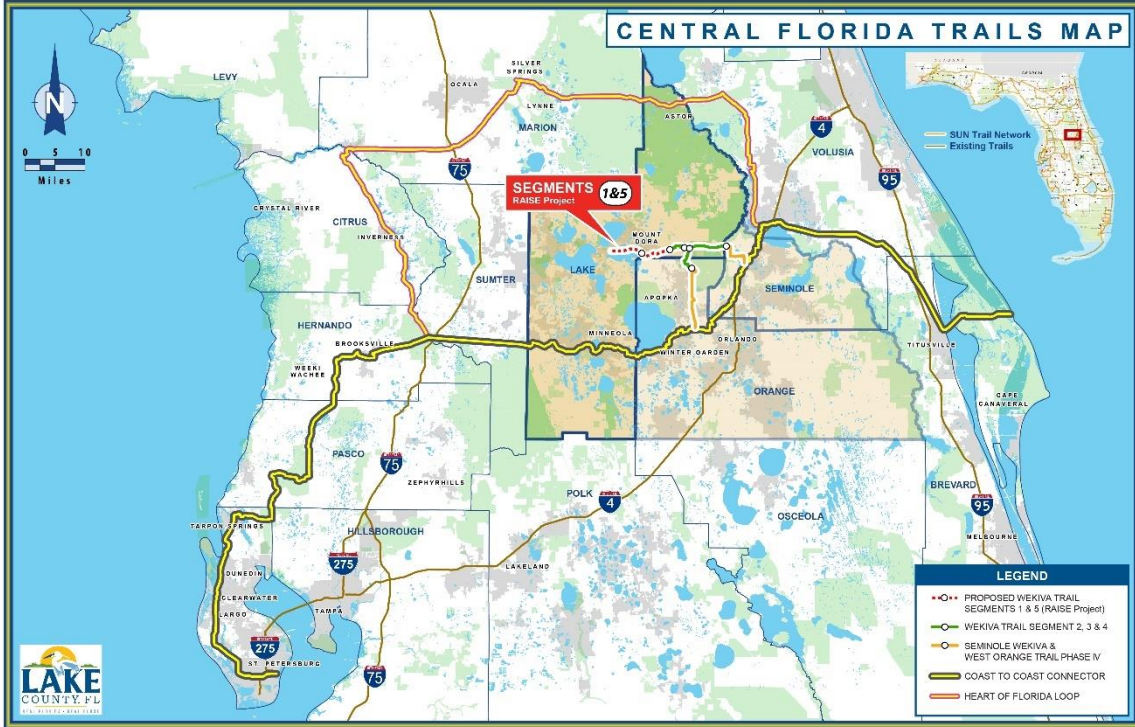 CENTRAL FLORIDA TRAILS MAP
N
0 5 10
Miles
LEVY
OCALA
SILVER
SPRINGS
LYNNE
MARION
ASTOR
4
VOLUSIA
95
75
SUN Trail Network
Existing Trails
GEORGIA
SEGMENTS 1&5
RAISE Project
CRYSTAL RIVER
CITRUS
INVERNESS
SUMTER
MOUNT
DORA
LAKE
APOPKA
SEMINOLE
HERNANDO
BROOKSVILLE
WEEKI
WACHEE
MINNEOLA
WINTER GARDEN
ORLANDO
TITUSVILLE
ORANGE
CAPE
CANAVERAL
PASCO
75
ZEPHYRHILLS
POLK
4
OSCEOLA
BREVARD
95
MELBOURNE
TARPON SPRINGS
HILLSBOROUGH
275
LAKELAND
DUNEDIN
CLEARWATER
LARGO
TAMPA
275
ST. PETERSBURG
75
LEGEND
PROPOSED WEKIVA TRAIL
SEGMENTS 1 & 5 (RAISE Project)
WEKIVA TRAIL SEGMENT 2, 3 & 4
SEMINOLE WEKIVA &
WEST ORANGE TRAIL PHASE IV
COAST TO COAST CONNECTOR
HEART OF FLORIDA LOOP
LAKE
COUNTY, FL
REAL FLORIDA • REAL CLOSE